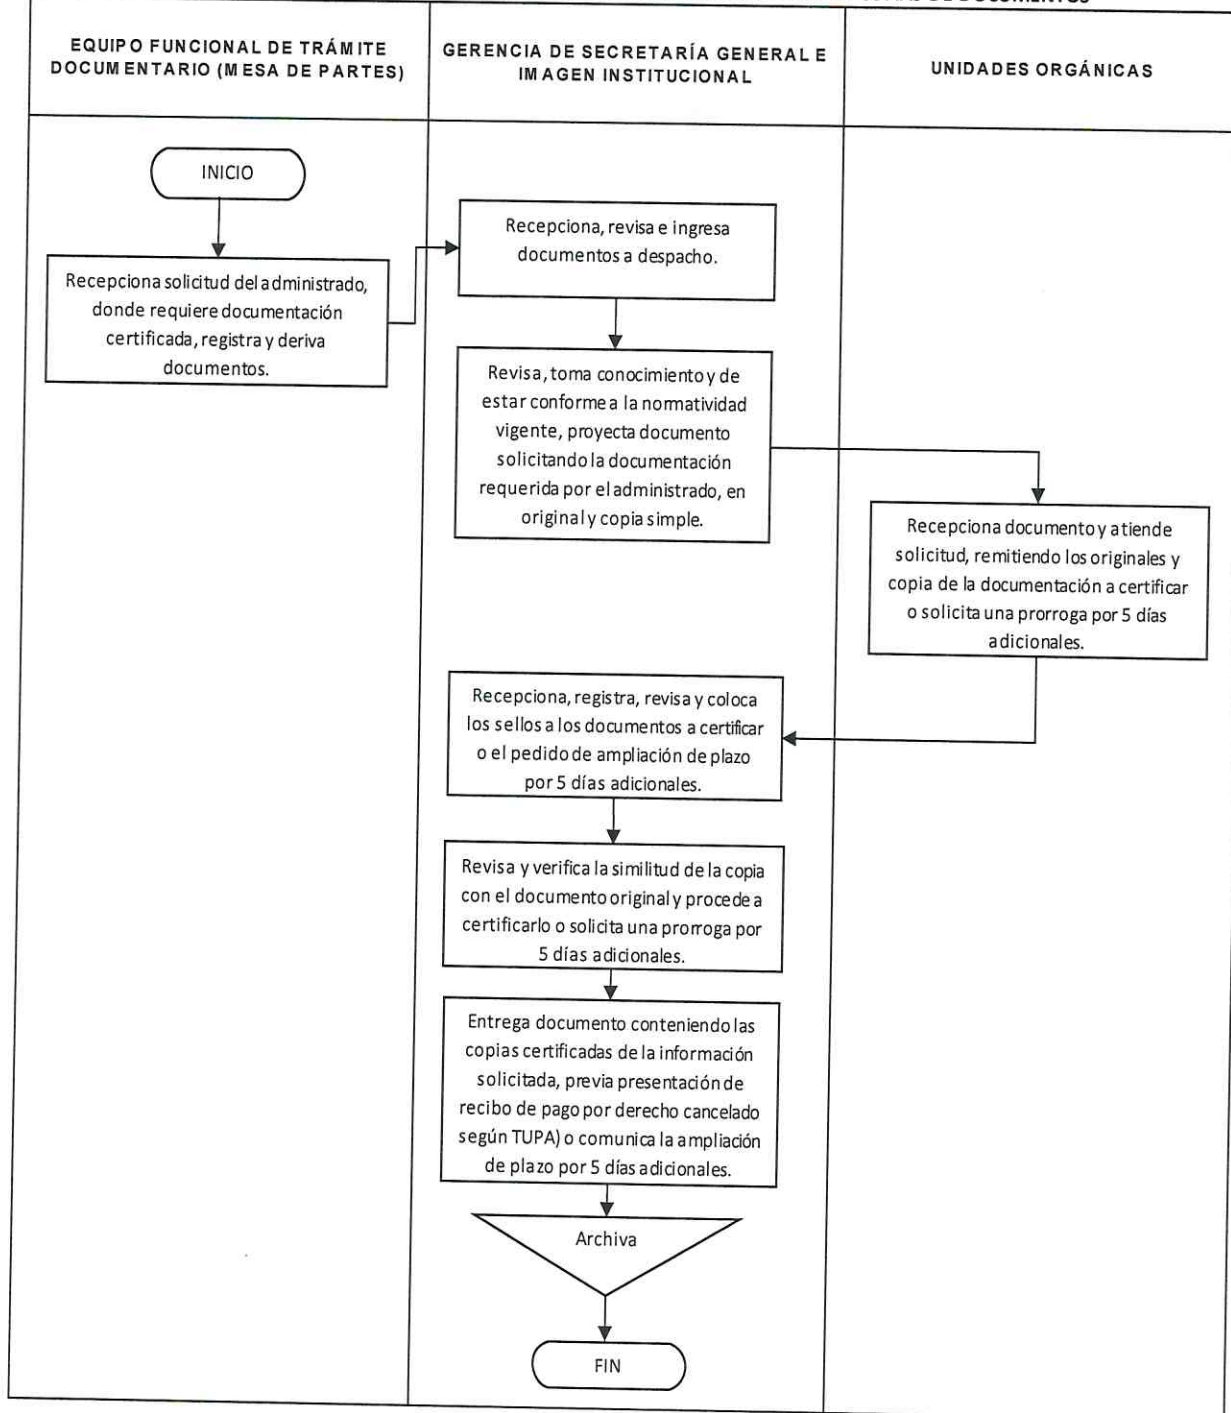 DE DOCUMENTOS
EQUIPO FUNCIONAL DE TRÁMITE
DOCUMENTARIO (MESA DE PARTES)
GERENCIA DE SECRETARÍA GENERAL E
IMAGEN INSTITUCIONAL
UNIDADES ORGÁNICAS
INICIO
Recepciona solicitud del administrado,
donde requiere documentación
certificada, registra y deriva
documentos.
Recepciona, revisa e ingresa
documentos a despacho.
Revisa, toma conocimiento y de
estar conforme a la normatividad
vigente, proyecta documento
solicitando la documentación
requerida por el administrado, en
original y copia simple.
Recepciona documento y atiende
solicitud, remitiendo los originales y
copia de la documentación a certificar
o solicita una prorroga por 5 días
adicionales.
Recepciona, registra, revisa y coloca
los sellos a los documentos a certificar
o el pedido de ampliación de plazo
por 5 días adicionales.
Revisa y verifica la similitud de la copia
con el documento original y procede a
certificarlo o solicita una prorroga por
5 días adicionales.
Entrega documento conteniendo las
copias certificadas de la información
solicitada, previa presentación de
recibo de pago por derecho cancelado
según TUPA) o comunica la ampliación
de plazo por 5 días adicionales.
Archiva
FIN